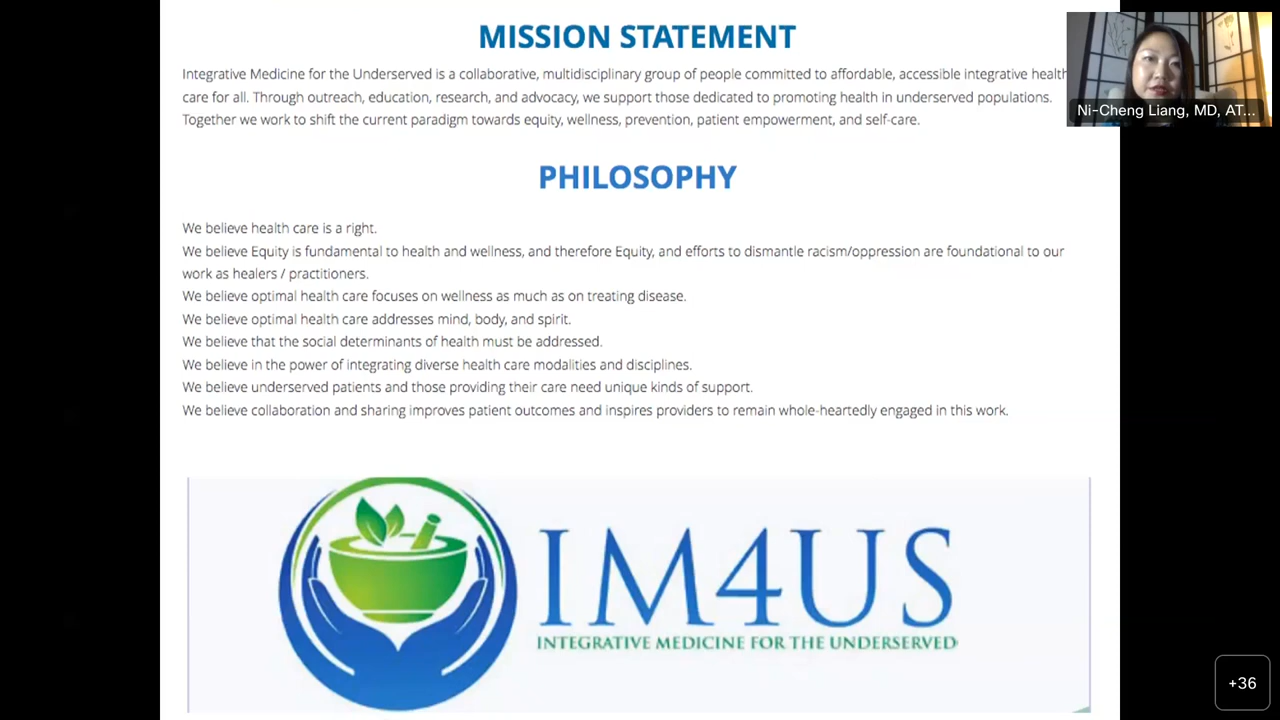 MISSION STATEMENT
Integrative Medicine for the Underserved is a collaborative, multidisciplinary group of people committed to affordable, accessible integrative health
care for all. Through outreach, education, research, and advocacy, we support those dedicated to promoting health in underserved populations.
Together we work to shift the current paradigm towards equity, wellness, prevention, patient empowerment, and self-care.
Ni-Cheng Liang, MD, AT...
PHILOSOPHY
We believe health care is a right.
We believe Equity is fundamental to health and wellness, and therefore Equity, and efforts to dismantle racism/oppression are foundational to our
work as healers / practitioners.
We believe optimal health care focuses on wellness as much as on treating disease.
We believe optimal health care addresses mind, body, and spirit.
We believe that the social determinants of health must be addressed.
We believe in the power of integrating diverse health care modalities and disciplines.
We believe underserved patients and those providing their care need unique kinds of support.
We believe collaboration and sharing improves patient outcomes and inspires providers to remain whole-heartedly engaged in this work.
IM4US
INTEGRATIVE MEDICINE FOR THE UNDERSERVED
+36